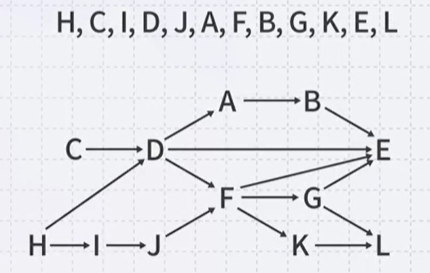 H, C, I, D, J, A, F, B, G, K, E, L
A B
C D E
F G
H I J K L